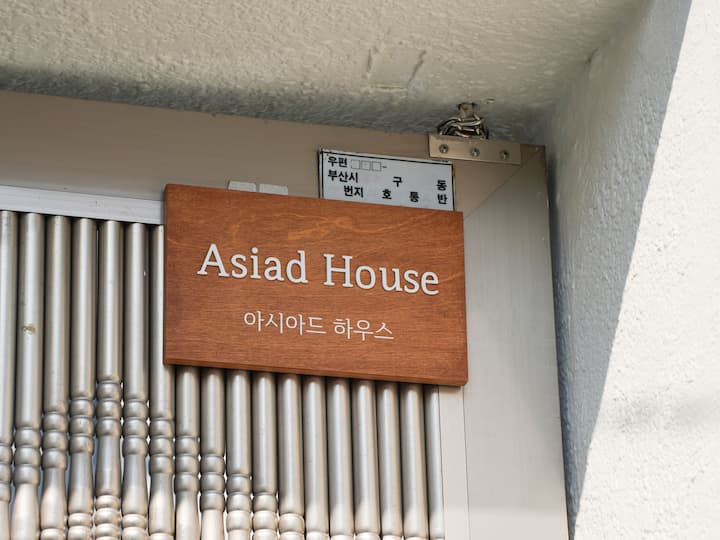 우편 □□□-
부산시 구 동
번지 호 통 반
Asiad House
아시아드 하우스